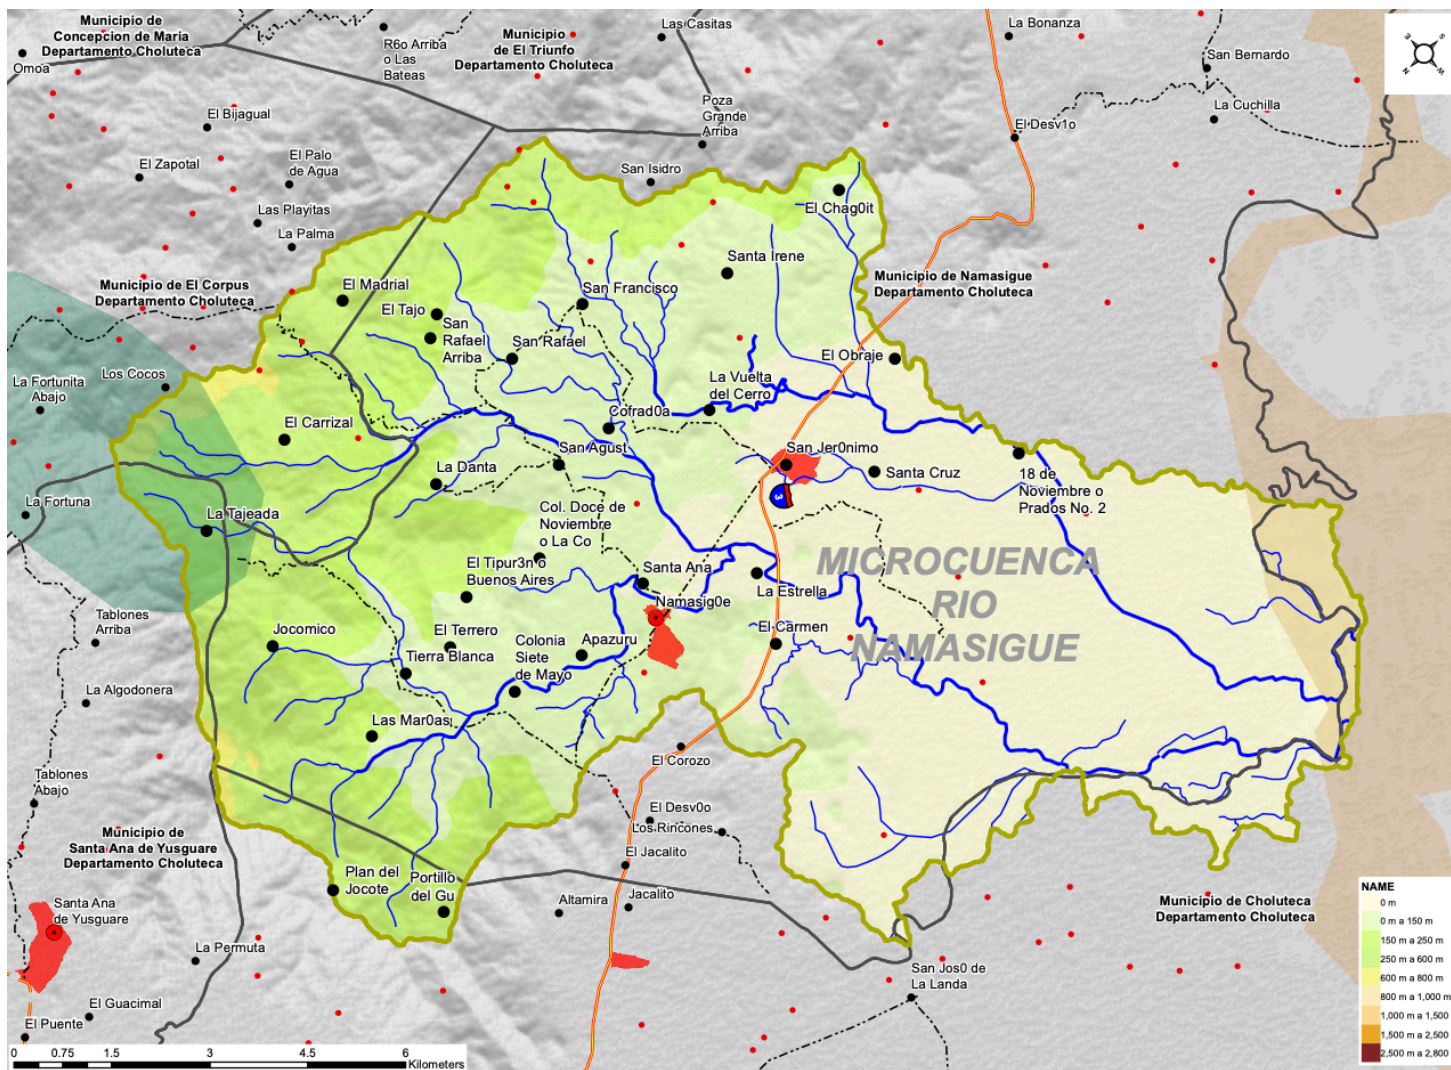 Municipio de
Concepcion de Maria
Departamento Choluteca
Omoa
R6o Arriba
o Las
Bateas
Municipio
de El Triunfo
Departamento Choluteca
Las Casitas
La Bonanza
San Bernardo
S
E
W
N
El Bijagual
Poza
Grande
Arriba
La Cuchilla
El Desv1o
El Zapotal
El Palo
de Agua
San Isidro
Las Playitas
El Chag0it
La Palma
Santa Irene
Municipio de El Corpus
Departamento Choluteca
El Madrial
San Francisco
Municipio de Namasigue
Departamento Choluteca
El Tajo
San
Rafael
Arriba
San Rafael
El Obraje
Los Cocos
La Fortunita
Abajo
La Vuelta
del Cerro
El Carrizal
Cofrad0a
San Agust
San Jer0nimo
La Danta
Santa Cruz
18 de
Noviembre o
Prados No. 2
3
La Fortuna
La Tajeada
Col. Doce de
Noviembre
o La Co
El Tipur3n o
Buenos Aires
Santa Ana
La Estrella
MICROCUENCA
RIO
NAMASIGUE
Namasig0e
Tablones
Arriba
Jocomico
El Terrero
Colonia
Siete
de Mayo
Apazuru
El Carmen
Tierra Blanca
La Algodonera
Las Mar0as
El Corozo
Tablones
Abajo
El Desv0o
Los Rincones
Municipio de
Santa Ana de Yusguare
Departamento Choluteca
El Jacalito
Plan del
Jocote
Portillo
del Gu
Altamira
Jacalito
Municipio de Choluteca
Departamento Choluteca
Santa Ana
de Yusguare
La Permuta
San Jos0 de
La Landa
El Guacimal
El Puente
NAME
0 m
0 m a 150 m
150 m a 250 m
250 m a 600 m
600 m a 800 m
800 m a 1,000 m
1,000 m a 1,500
1,500 m a 2,500
2,500 m a 2,800
0 0.75 1.5 3 4.5 6
Kilometers